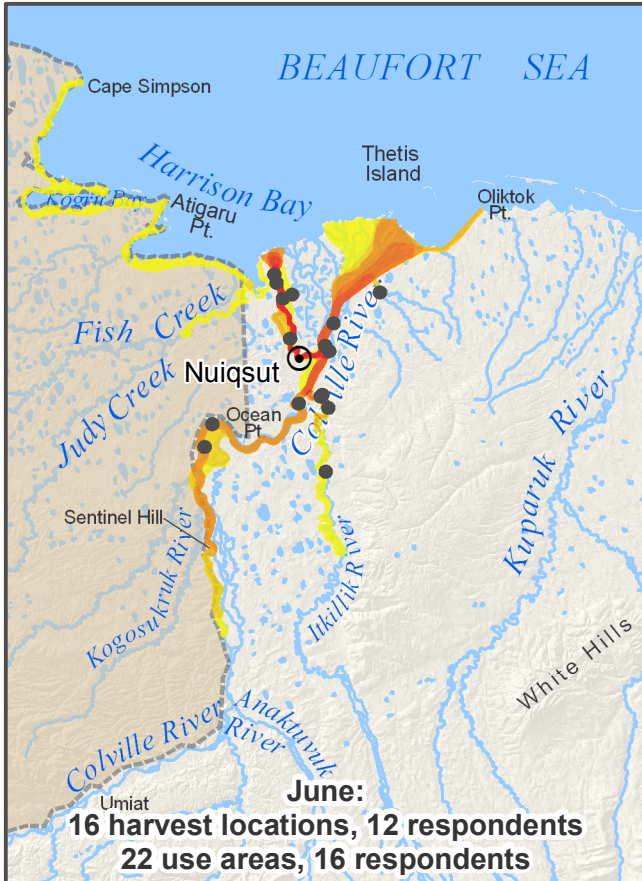 BEAUFORT SEA
Cape Simpson
Harrison Bay
Thetis
Island
Kogru Bay
Atigaru
Pt.
Oliktok
Pt.
Fish Creek
Colville River
Nuiqsut
Judy Creek
Ocean
Pt.
Kuparuk River
Sentinel Hill
Kogosukruk River
Itkillik River
White Hills
Colville River
Anaktuvuk
River
Umiat
June:
16 harvest locations, 12 respondents
22 use areas, 16 respondents